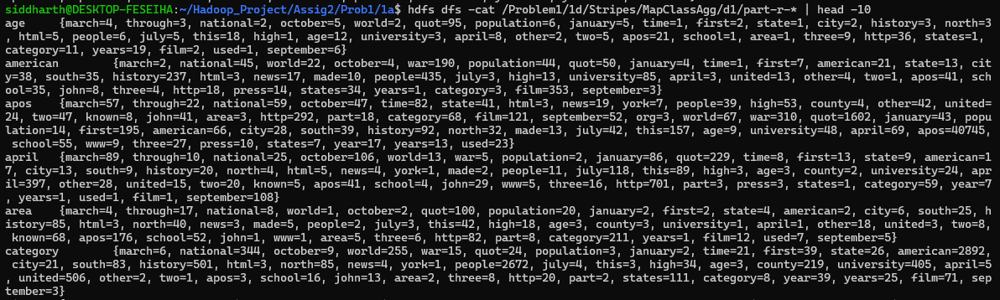 siddharth@DESKTOP-FESEIHA:~/Hadoop_Project/Assig2/Prob1/1a$ hdfs dfs -cat /Problem1/1d/Stripes/MapClassAgg/d1/part-r-* | head -10
age     {march=4, through=3, national=2, october=5, world=2, quot=95, population=6, january=5, time=1, first=2, state=1, city=2, history=3, north=3
, html=5, people=6, july=5, this=18, high=1, age=12, university=3, april=8, other=2, two=5, apos=21, school=1, area=1, three=9, http=36, states=1,
category=11, years=19, film=2, used=1, september=6}
american        {march=2, national=45, world=22, october=4, war=190, population=44, quot=50, january=4, time=1, first=7, american=21, state=13, cit
y=38, south=35, history=237, html=3, news=17, made=10, people=435, july=3, high=13, university=85, april=3, united=13, other=4, two=1, apos=41, sch
ool=35, john=8, three=4, http=18, press=14, states=34, years=1, category=3, film=353, september=3}
apos    {march=57, through=22, national=59, october=47, time=82, state=41, html=3, news=19, york=7, people=39, high=53, county=4, other=42, united=
24, two=47, known=8, john=41, area=3, http=292, part=18, category=68, film=121, september=52, org=3, world=67, war=310, quot=1602, january=43, popu
lation=14, first=195, american=66, city=28, south=39, history=92, north=32, made=13, july=42, this=157, age=9, university=48, april=69, apos=40745,
 school=55, www=9, three=27, press=10, states=7, year=17, years=13, used=23}
april   {march=89, through=10, national=25, october=106, world=13, war=5, population=2, january=86, quot=229, time=8, first=13, state=9, american=1
7, city=13, south=9, history=20, north=4, html=5, news=4, york=1, made=2, people=11, july=118, this=89, high=3, age=3, county=2, university=24, apr
il=397, other=28, united=15, two=20, known=5, apos=41, school=4, john=29, www=5, three=16, http=701, part=3, press=3, states=1, category=59, year=7
, years=1, used=1, film=1, september=108}
area    {march=4, through=17, national=8, world=1, october=2, quot=100, population=20, january=2, first=2, state=4, american=2, city=6, south=25, h
istory=85, html=3, north=40, news=3, made=5, people=2, july=3, this=42, high=18, age=3, county=3, university=1, april=1, other=18, united=3, two=8,
 known=68, apos=176, school=52, john=1, www=1, area=5, three=6, http=82, part=8, category=211, years=1, film=12, used=7, september=5}
category        {march=6, national=344, october=9, world=255, war=15, quot=24, population=3, january=2, time=21, first=39, state=26, american=2892,
 city=21, south=83, history=501, html=3, north=85, news=4, york=1, people=2672, july=4, this=3, high=34, age=3, county=219, university=405, april=5
, united=506, other=2, two=1, apos=3, school=16, john=13, area=2, three=8, http=20, part=2, states=111, category=8, year=39, years=25, film=71, sep
tember=3}